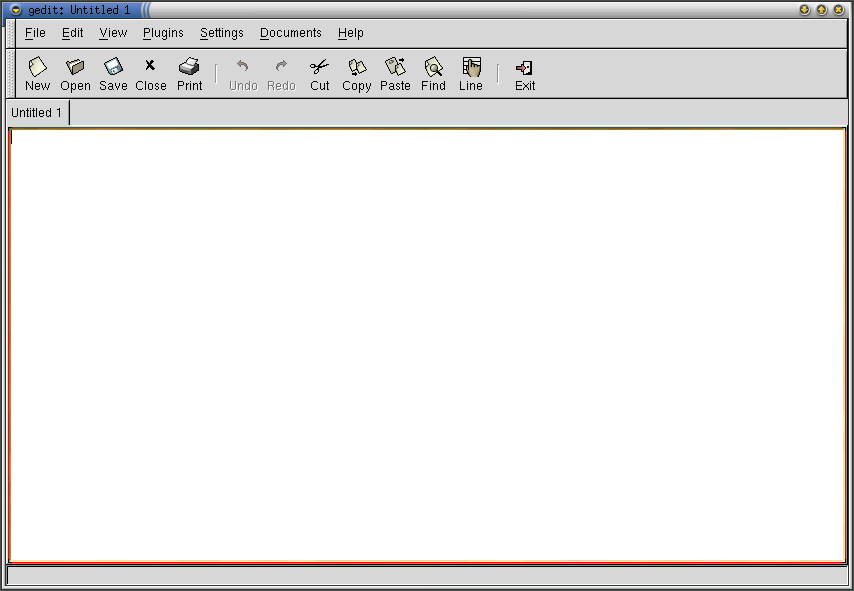 gedit: Untitled 1
File Edit View Plugins Settings Documents Help
New Open Save Close Print Undo Redo Cut Copy Paste Find Line Exit
Untitled 1